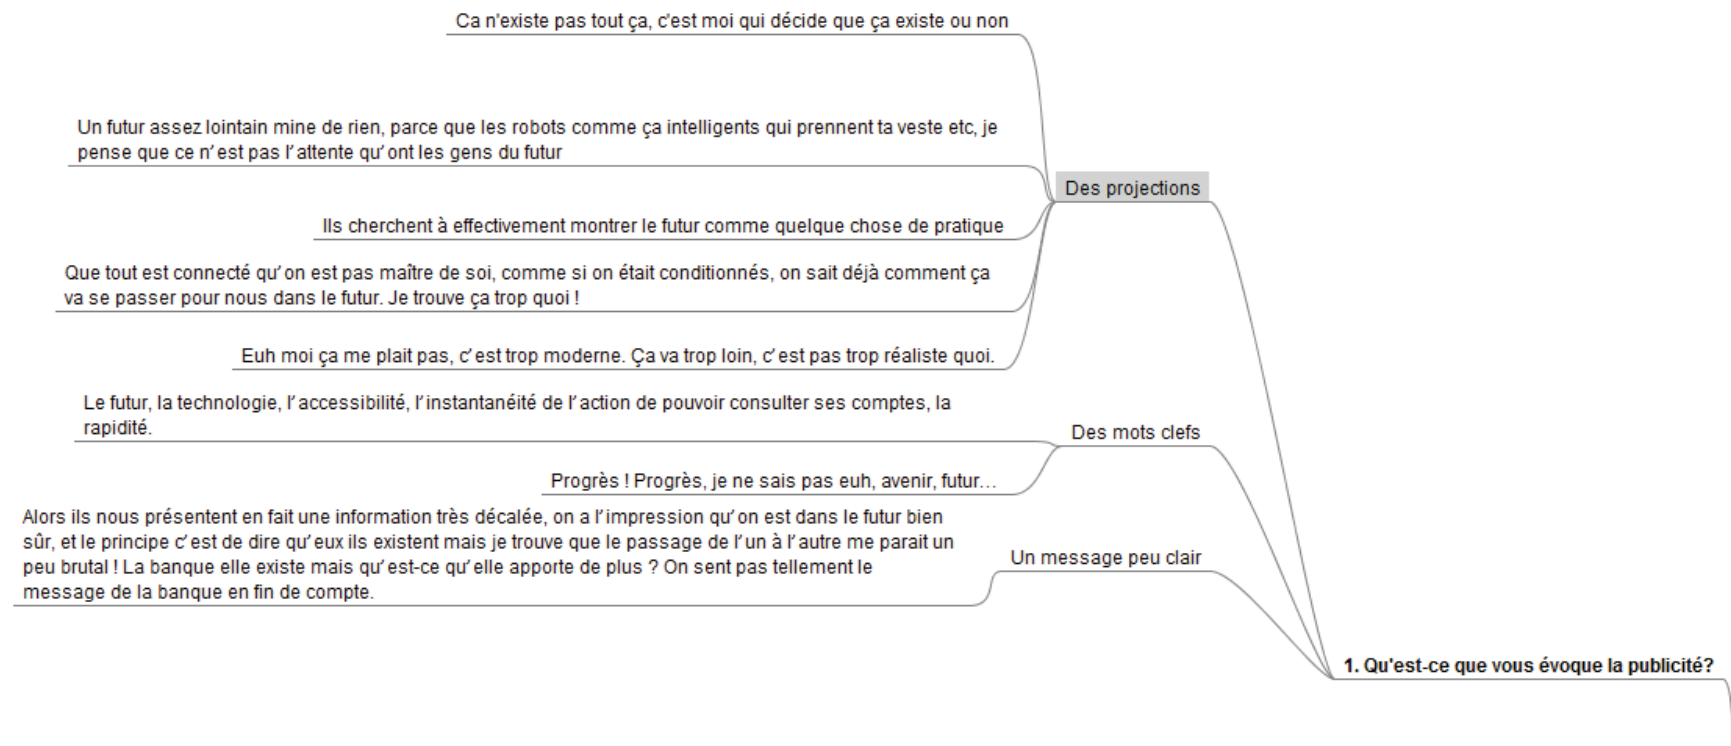 Ca n'existe pas tout ça, c'est moi qui décide que ça existe ou non
Un futur assez lointain mine de rien, parce que les robots comme ça intelligents qui prennent ta veste etc, je
pense que ce n’est pas l’attente qu’ont les gens du futur
Des projections
Ils cherchent à effectivement montrer le futur comme quelque chose de pratique
Que tout est connecté qu’on est pas maître de soi, comme si on était conditionnés, on sait déjà comment ça
va se passer pour nous dans le futur. Je trouve ça trop quoi !
Euh moi ça me plait pas, c’est trop moderne. Ça va trop loin, c’est pas trop réaliste quoi.
Le futur, la technologie, l’accessibilité, l’instantanéité de l’action de pouvoir consulter ses comptes, la
rapidité.
Des mots clefs
Progrès ! Progrès, je ne sais pas euh, avenir, futur…
Alors ils nous présentent en fait une information très décalée, on a l’impression qu’on est dans le futur bien
sûr, et le principe c’est de dire qu’eux ils existent mais je trouve que le passage de l’un à l’autre me parait un
peu brutal ! La banque elle existe mais qu’est-ce qu’elle apporte de plus ? On sent pas tellement le
message de la banque en fin de compte.
Un message peu clair
1. Qu'est-ce que vous évoque la publicité?